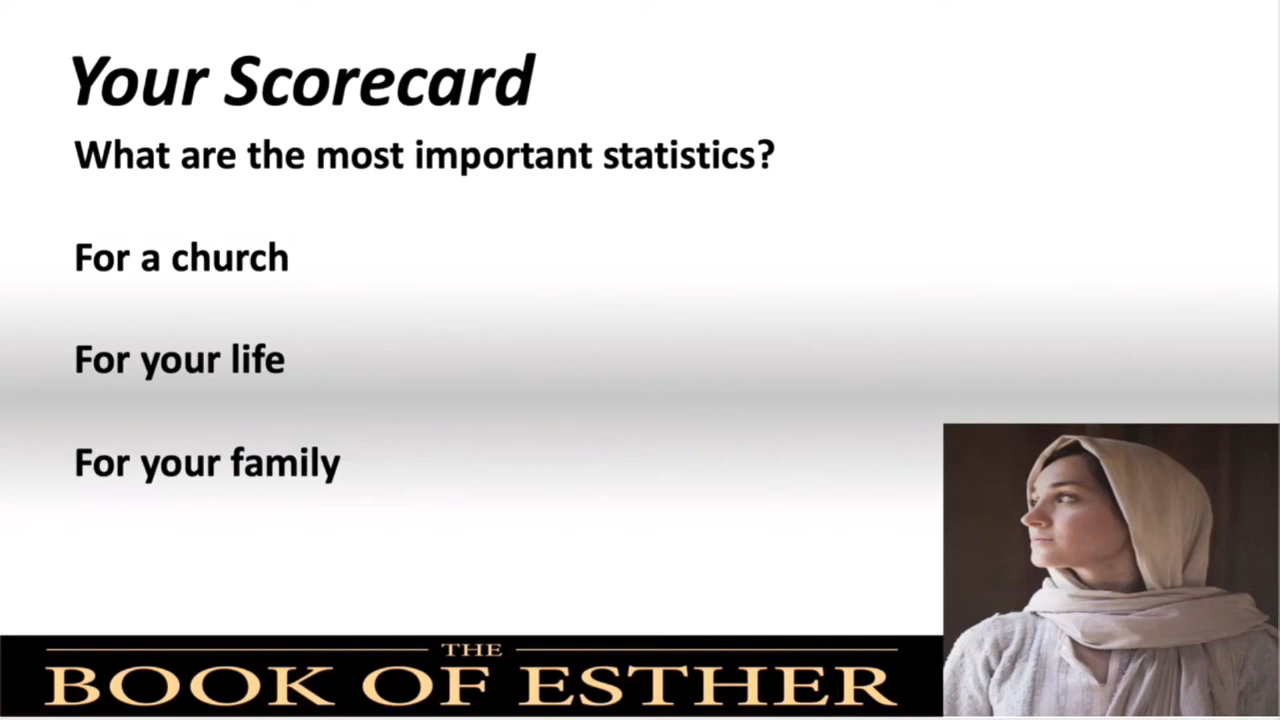 Your Scorecard
What are the most important statistics?
For a church
For your life
For your family
THE
BOOK OF ESTHER